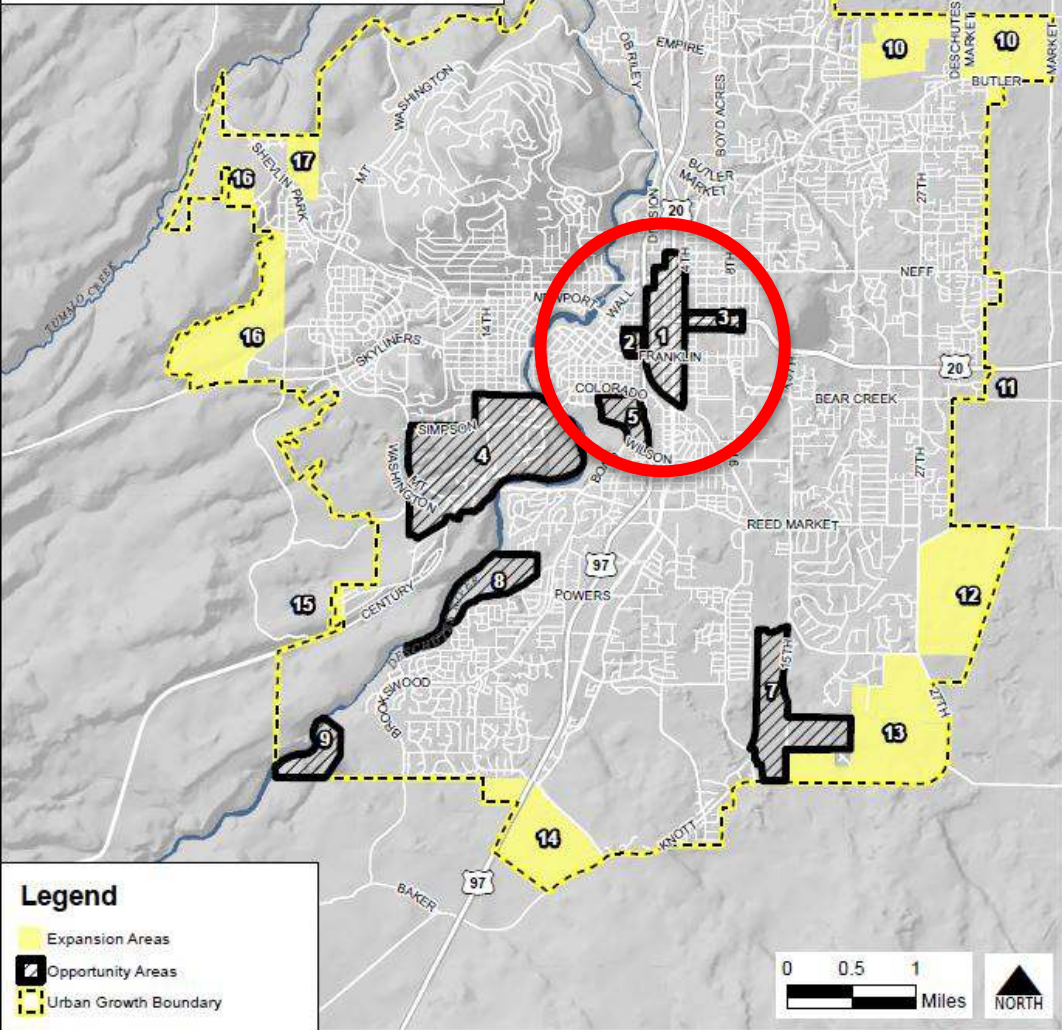 OB RILEY
EMPIRE
BOYD ACRES
DESCHUTES
MARKET
MARKET
10
10
BUTLER
WASHINGTON
MT
SHEVLIN PARK
17
16
BUTLER
MARKET
20
27TH
DIVISION
4TH
8TH
NEFF
TUMALO CREEK
NEWPORT
WALL
14TH
3
2
1
16
SKYLINERS
FRANKLIN
20
11
COLORADO
BEAR CREEK
5
SIMPSON
4
WILSON
27TH
MT
WASHINGTON
REED MARKET
97
8
POWERS
12
15
CENTURY
15TH
BROOKSWOOD
7
27TH
9
13
14
KNOTT
97
BAKER
Legend
Expansion Areas
Opportunity Areas
Urban Growth Boundary
0 0.5 1
Miles
NORTH